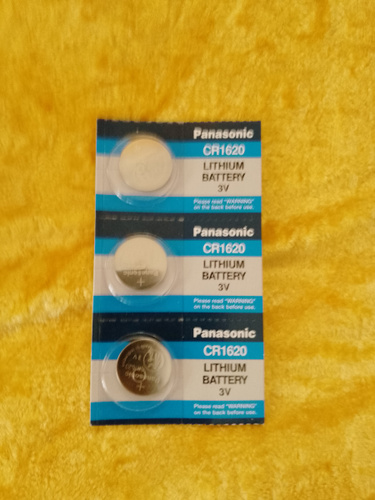 Panasonic
CR1620
LITHIUM
BATTERY
3V
Please read "WARNING"
on the back before use.
Panasonic
CR1620
LITHIUM
BATTERY
3V
Please read "WARNING"
on the back before use.
+
Panasonic
CR1620
LITHIUM
BATTERY
3V
Please read "WARNING"
on the back before use.